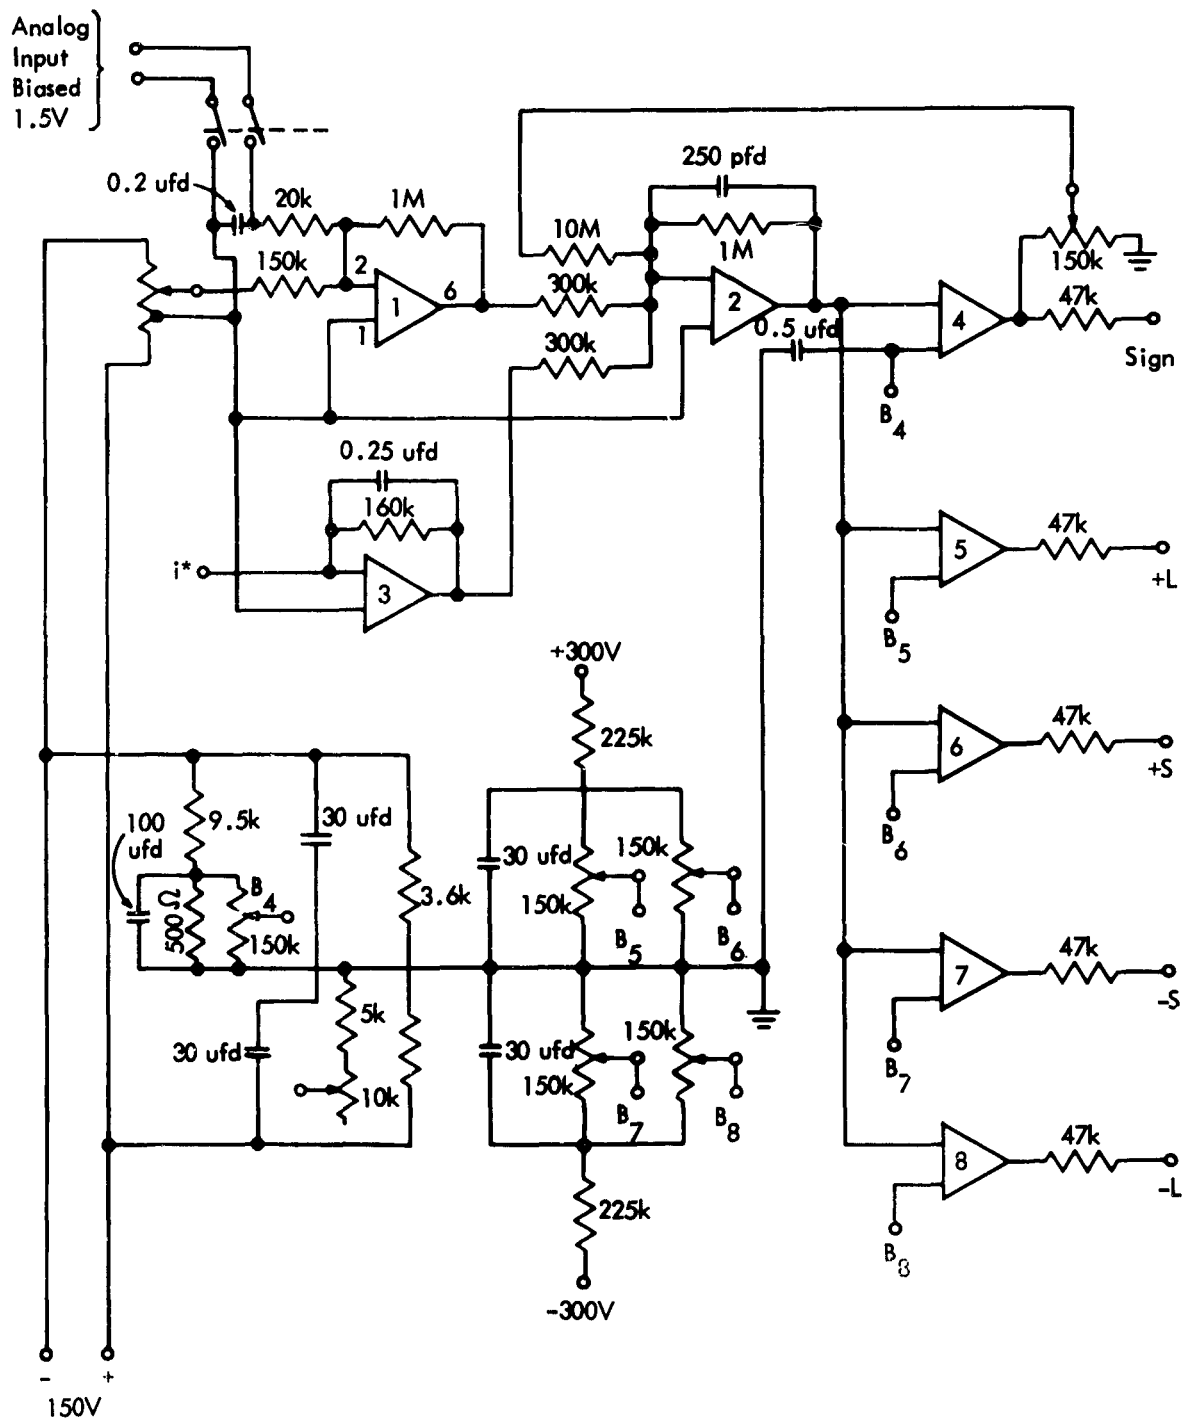 Analog
Input
Biased
1.5V
0.2 ufd
20k
1M
150k
2
1
1
6
10M
300k
300k
250 pfd
1M
2
0.5 ufd
4
150k
47k
Sign
B4
0.25 ufd
160k
i*
3
5
47k
+L
B5
+300V
225k
6
47k
+S
B6
100
ufd
9.5k
30 ufd
500 Ω
B4
150k
3.6k
30 ufd
150k
150k
B5
B6
5k
30 ufd
10k
30 ufd
150k
150k
B7
B8
7
47k
-S
B7
225k
-300V
8
47k
-L
B8
- +
150V